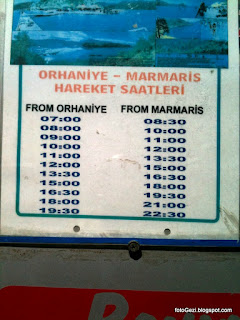 ORHANİYE – MARMARİS
HAREKET SAATLERİ
FROM ORHANİYE FROM MARMARİS
07:00 08:30
08:00 10:00
09:00 11:00
10:00 12:00
11:00 13:30
12:00 15:00
13:30 16:30
15:00 18:00
16:30 19:30
18:00 21:00
19:30 22:30
fotoGezi.blogspot.com